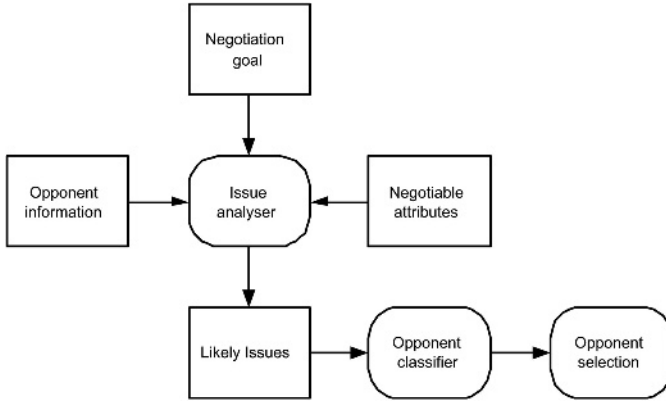 Negotiation
goal
Opponent
information
Issue
analyser
Negotiable
attributes
Likely Issues
Opponent
classifier
Opponent
selection